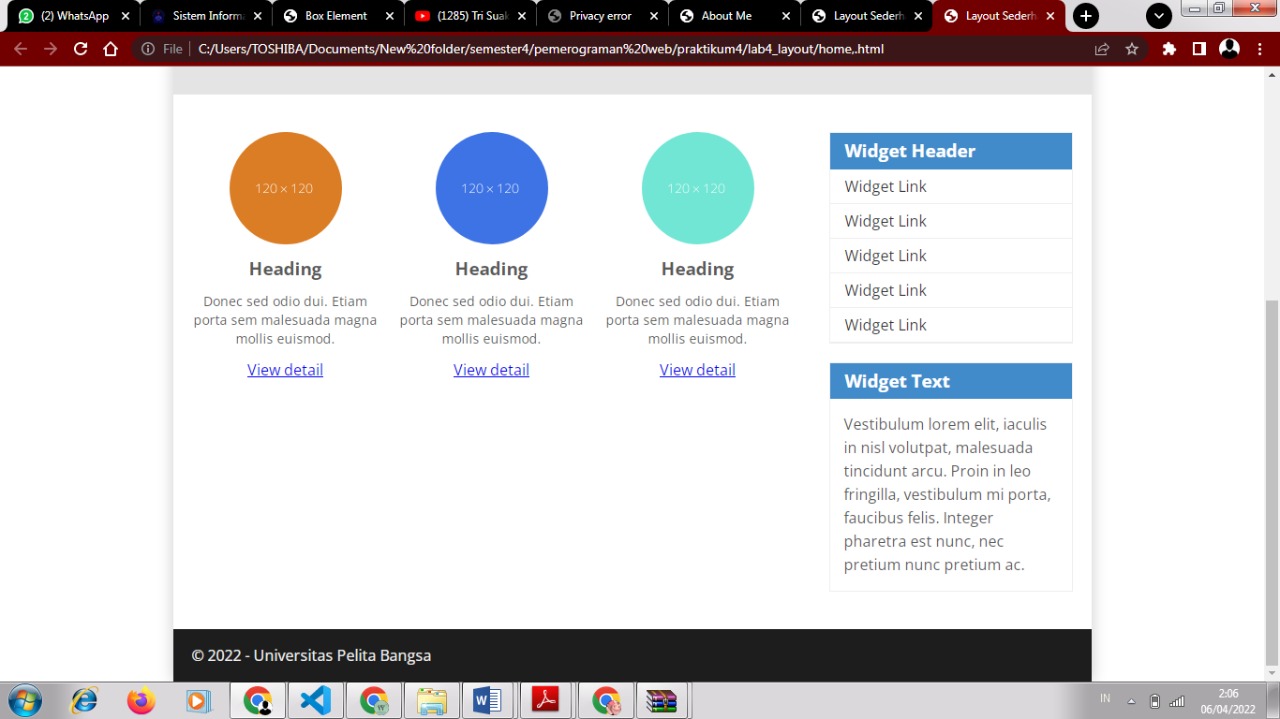 (2) WhatsApp
Sistem Inform
Box Element
(1285) Tri Sua
Privacy error
About Me
Layout Sederh
Layout Sederh
File
C:/Users/TOSHIBA/Documents/New%20folder/semester4/pemerograman%20web/praktikum4/lab4_layout/home,.html
120 × 120
120 × 120
120 × 120
Heading
Heading
Heading
Donec sed odio dui. Etiam
porta sem malesuada magna
mollis euismod.
Donec sed odio dui. Etiam
porta sem malesuada magna
mollis euismod.
Donec sed odio dui. Etiam
porta sem malesuada magna
mollis euismod.
View detail
View detail
View detail
Widget Header
Widget Link
Widget Link
Widget Link
Widget Link
Widget Link
Widget Text
Vestibulum lorem elit, iaculis
in nisl volutpat, malesuada
tincidunt arcu. Proin in leo
fringilla, vestibulum mi porta,
faucibus felis. Integer
pharetra est nunc, nec
pretium nunc pretium ac.
© 2022 - Universitas Pelita Bangsa
IN
2:06
06/04/2022